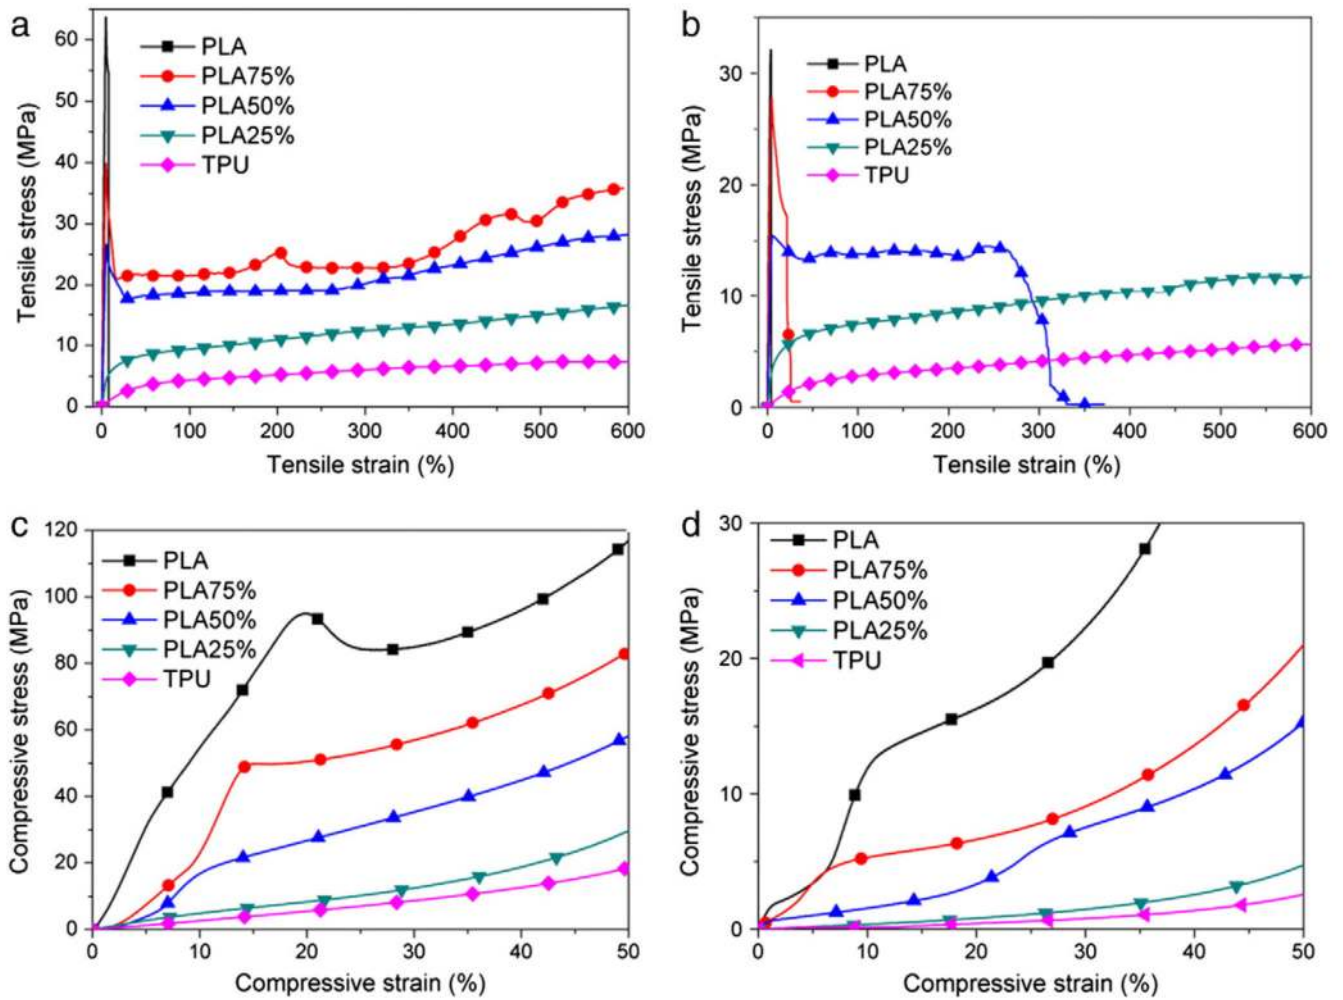 a
PLA
PLA75%
PLA50%
PLA25%
TPU
Tensile stress (MPa)
60
50
40
30
20
10
0
0 100 200 300 400 500 600
Tensile strain (%)
b
PLA
PLA75%
PLA50%
PLA25%
TPU
Tensile stress (MPa)
30
20
10
0
0 100 200 300 400 500 600
Tensile strain (%)
c
PLA
PLA75%
PLA50%
PLA25%
TPU
Compressive stress (MPa)
120
100
80
60
40
20
0
0 10 20 30 40 50
Compressive strain (%)
d
PLA
PLA75%
PLA50%
PLA25%
TPU
Compressive stress (MPa)
30
20
10
0
0 10 20 30 40 50
Compressive strain (%)